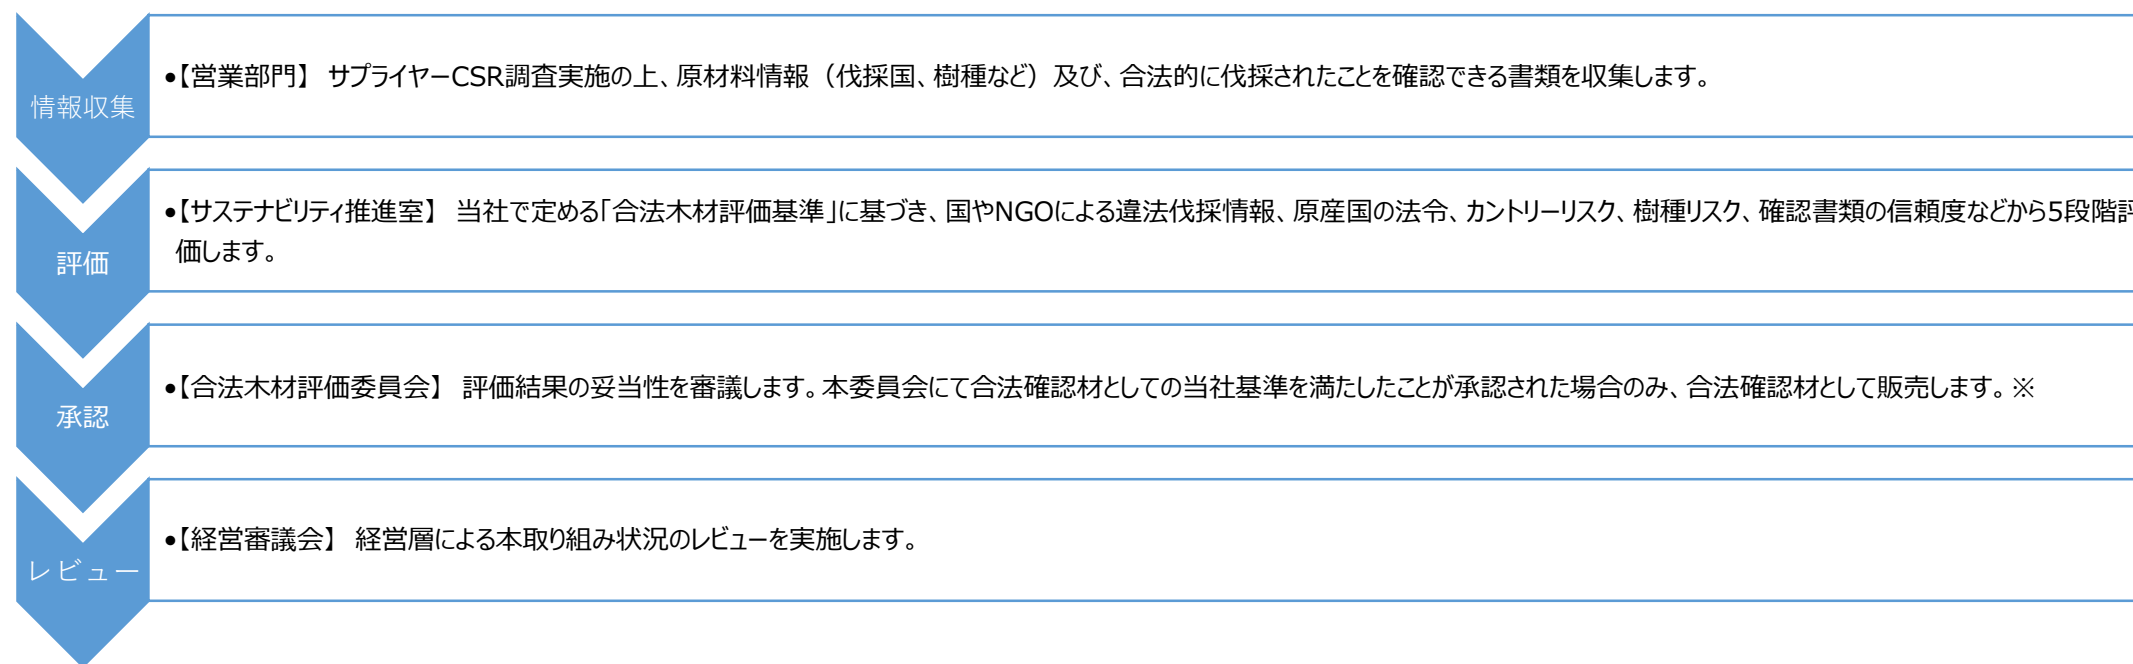 情報収集
•【営業部門】 サプライヤーCSR調査実施の上、原材料情報（伐採国、樹種など）及び、合法的に伐採されたことを確認できる書類を収集します。
評価
•【サステナビリティ推進室】 当社で定める「合法木材評価基準」に基づき、国やNGOによる違法伐採情報、原産国の法令、カントリーリスク、樹種リスク、確認書類の信頼度などから5段階評
価します。
承認
•【合法木材評価委員会】 評価結果の妥当性を審議します。本委員会にて合法確認材としての当社基準を満たしたことが承認された場合のみ、合法確認材として販売します。※
レビュー
•【経営審議会】 経営層による本取り組み状況のレビューを実施します。